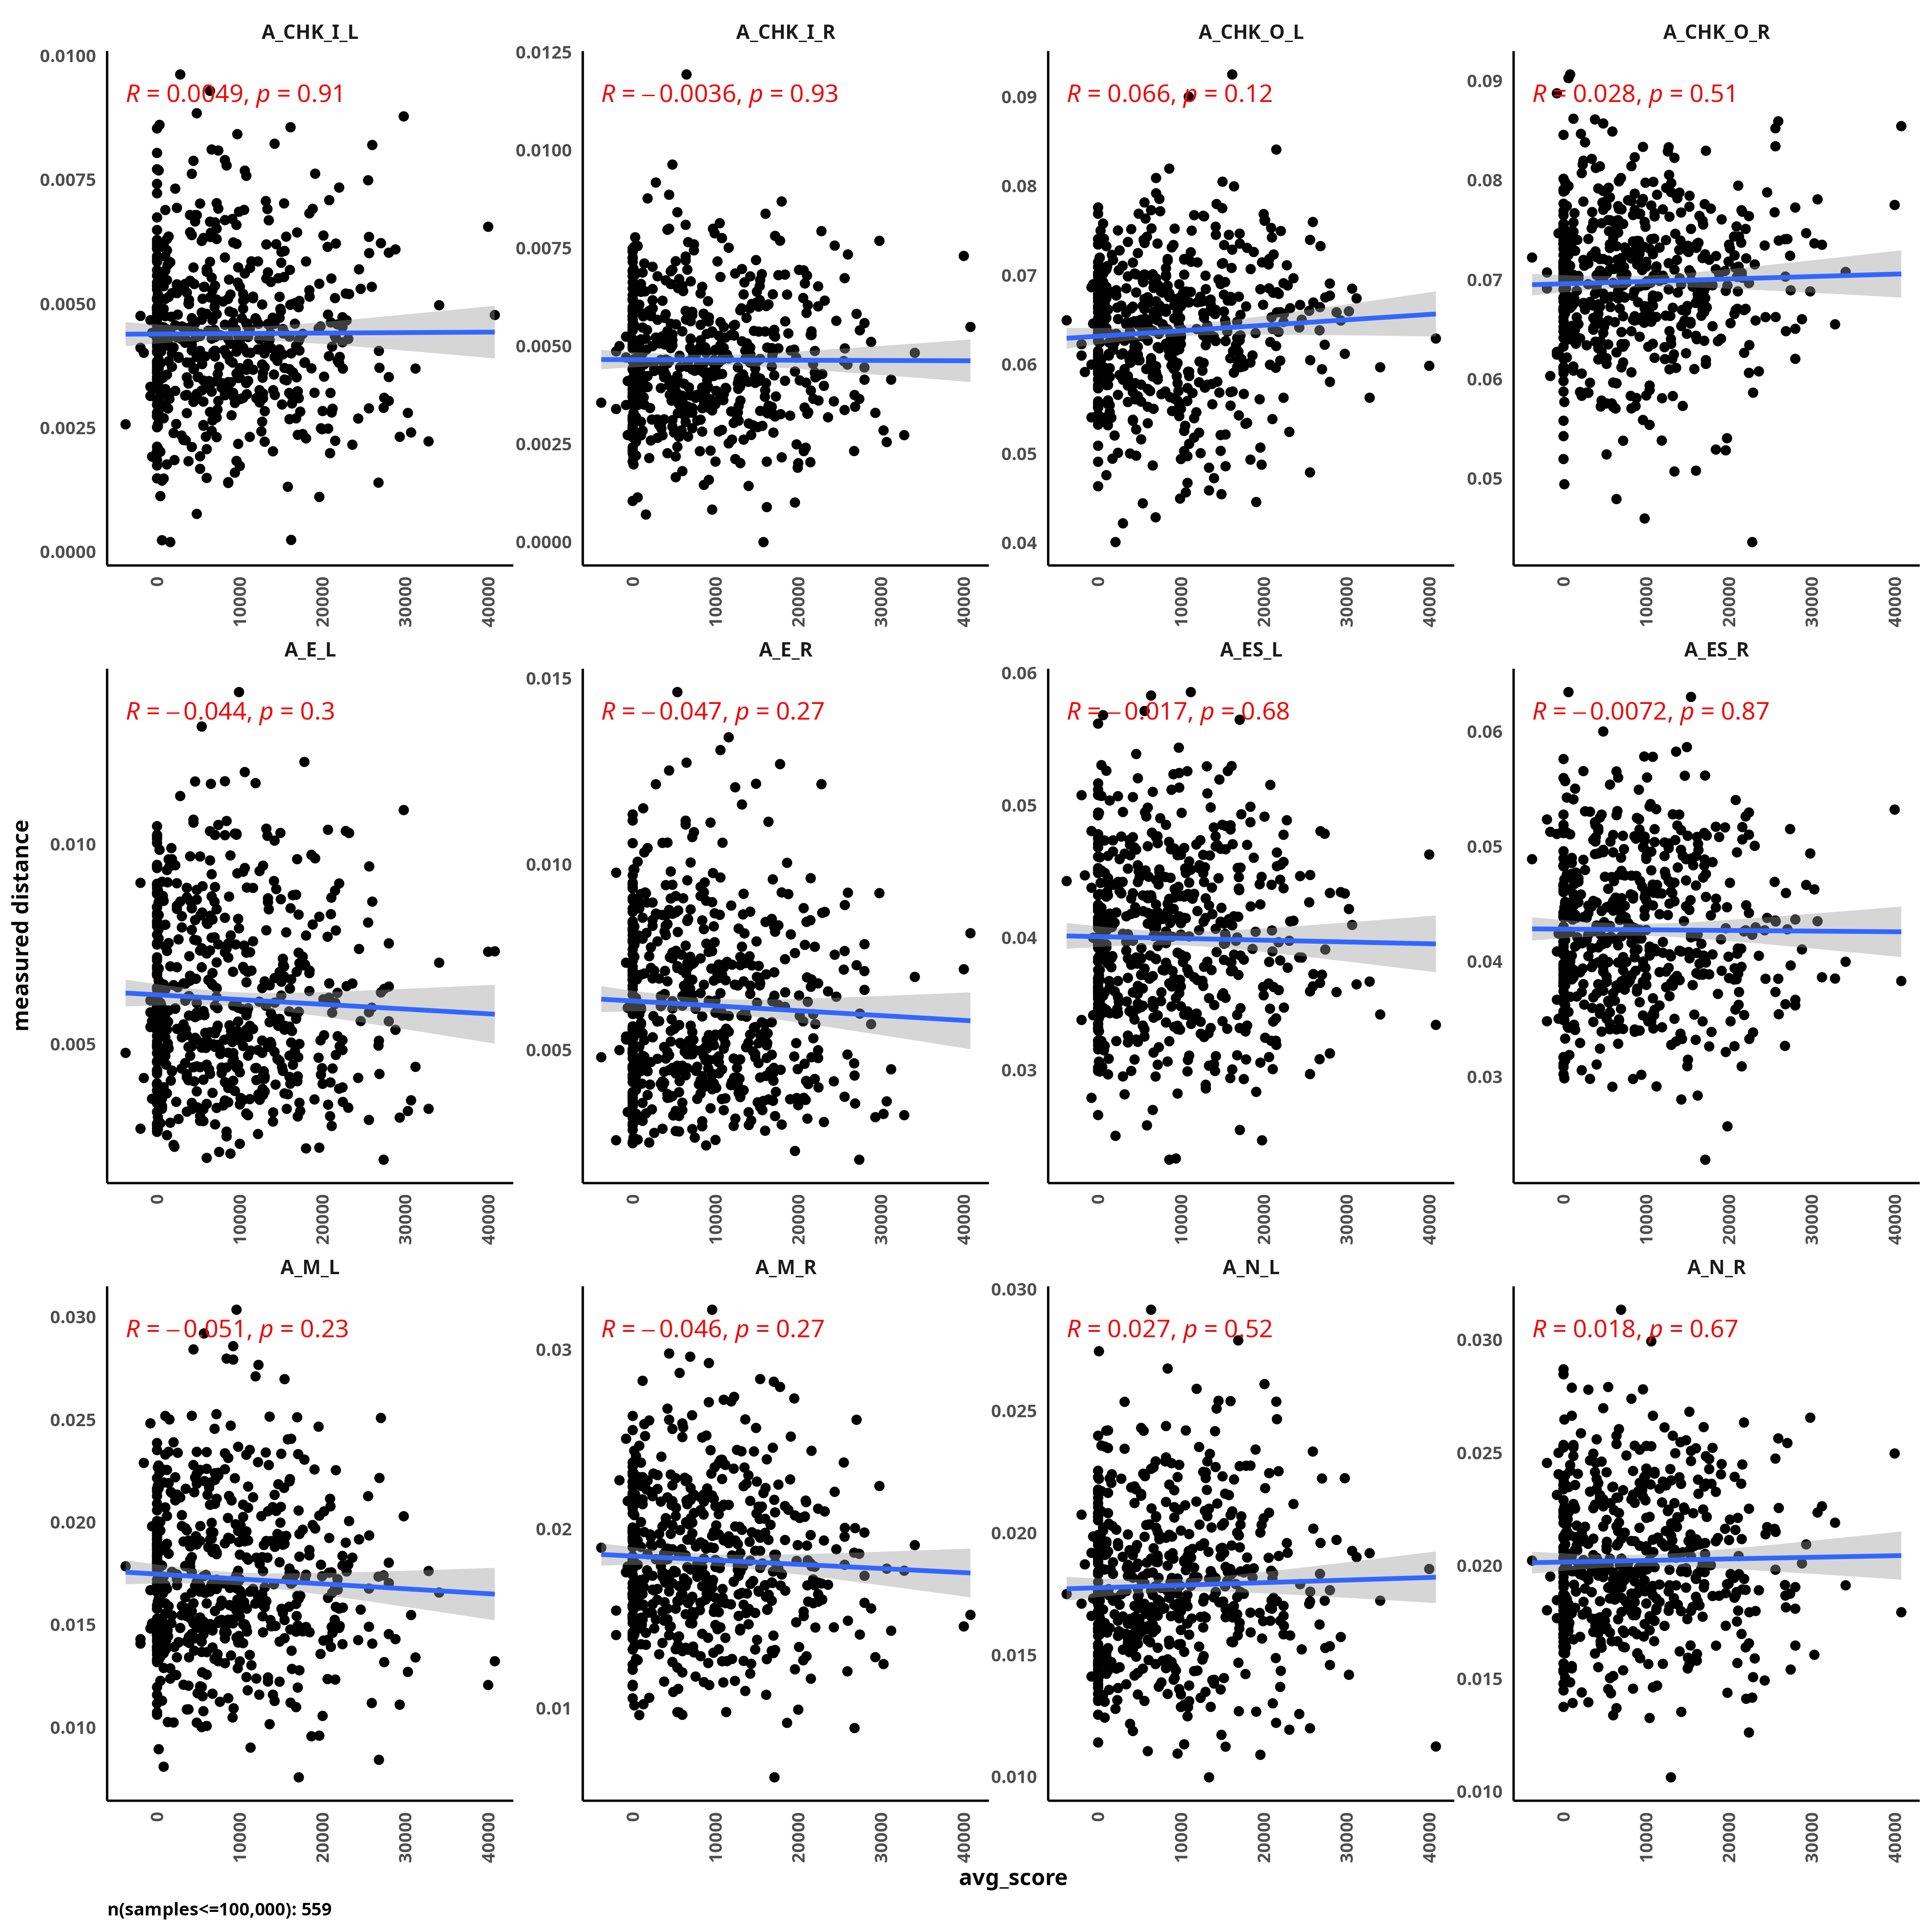 A_CHK_I_L A_CHK_I_R A_CHK_O_L A_CHK_O_R
R = 0.0049, p = 0.91
R = −0.0036, p = 0.93
R = 0.066, p = 0.12
R = 0.028, p = 0.51
0.0100
0.0075
0.0050
0.0025
0.0000
0.0125
0.0100
0.0075
0.0050
0.0025
0.0000
0.09
0.08
0.07
0.06
0.05
0.04
0.09
0.08
0.07
0.06
0.05
0 10000 20000 30000 40000
0 10000 20000 30000 40000
0 10000 20000 30000 40000
0 10000 20000 30000 40000
A_E_L A_E_R A_ES_L A_ES_R
R = −0.044, p = 0.3
R = −0.047, p = 0.27
R = −0.017, p = 0.68
R = −0.0072, p = 0.87
measured distance
0.010
0.005
0.015
0.010
0.005
0.06
0.05
0.04
0.03
0.06
0.05
0.04
0.03
0 10000 20000 30000 40000
0 10000 20000 30000 40000
0 10000 20000 30000 40000
0 10000 20000 30000 40000
A_M_L A_M_R A_N_L A_N_R
R = −0.051, p = 0.23
R = −0.046, p = 0.27
R = 0.027, p = 0.52
R = 0.018, p = 0.67
0.030
0.025
0.020
0.015
0.010
0.03
0.02
0.01
0.030
0.025
0.020
0.015
0.010
0.030
0.025
0.020
0.015
0.010
0 10000 20000 30000 40000
0 10000 20000 30000 40000
0 10000 20000 30000 40000
0 10000 20000 30000 40000
avg_score
n(samples<=100,000): 559